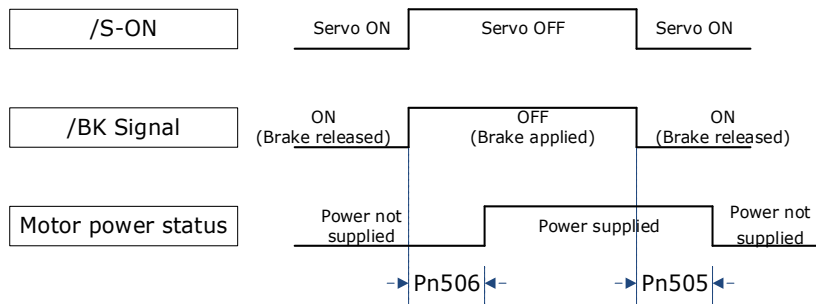 /S-ON
Servo ON
Servo OFF
Servo ON
/BK Signal
ON
(Brake released)
OFF
(Brake applied)
ON
(Brake released)
Motor power status
Power not
supplied
Power supplied
Power not
supplied
Pn506
Pn505